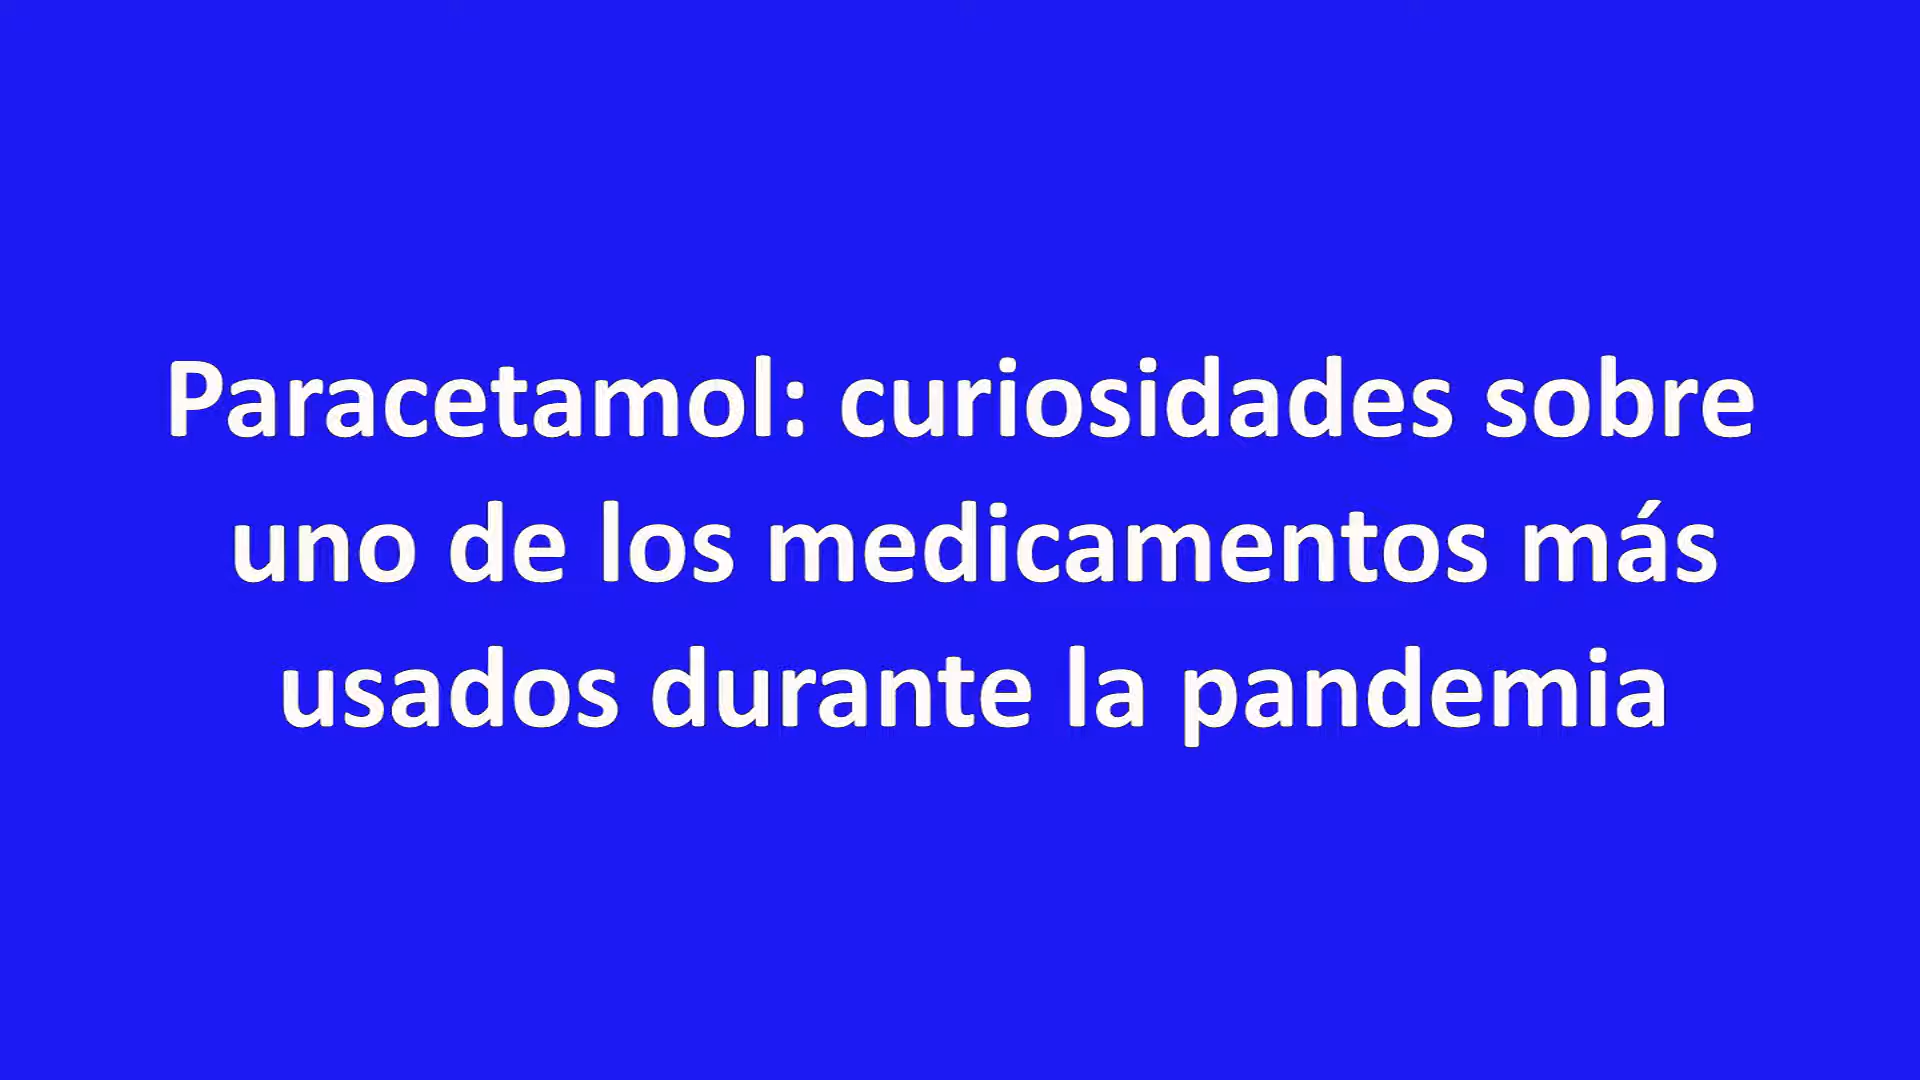 Paracetamol: curiosidades sobre
uno de los medicamentos más
usados durante la pandemia